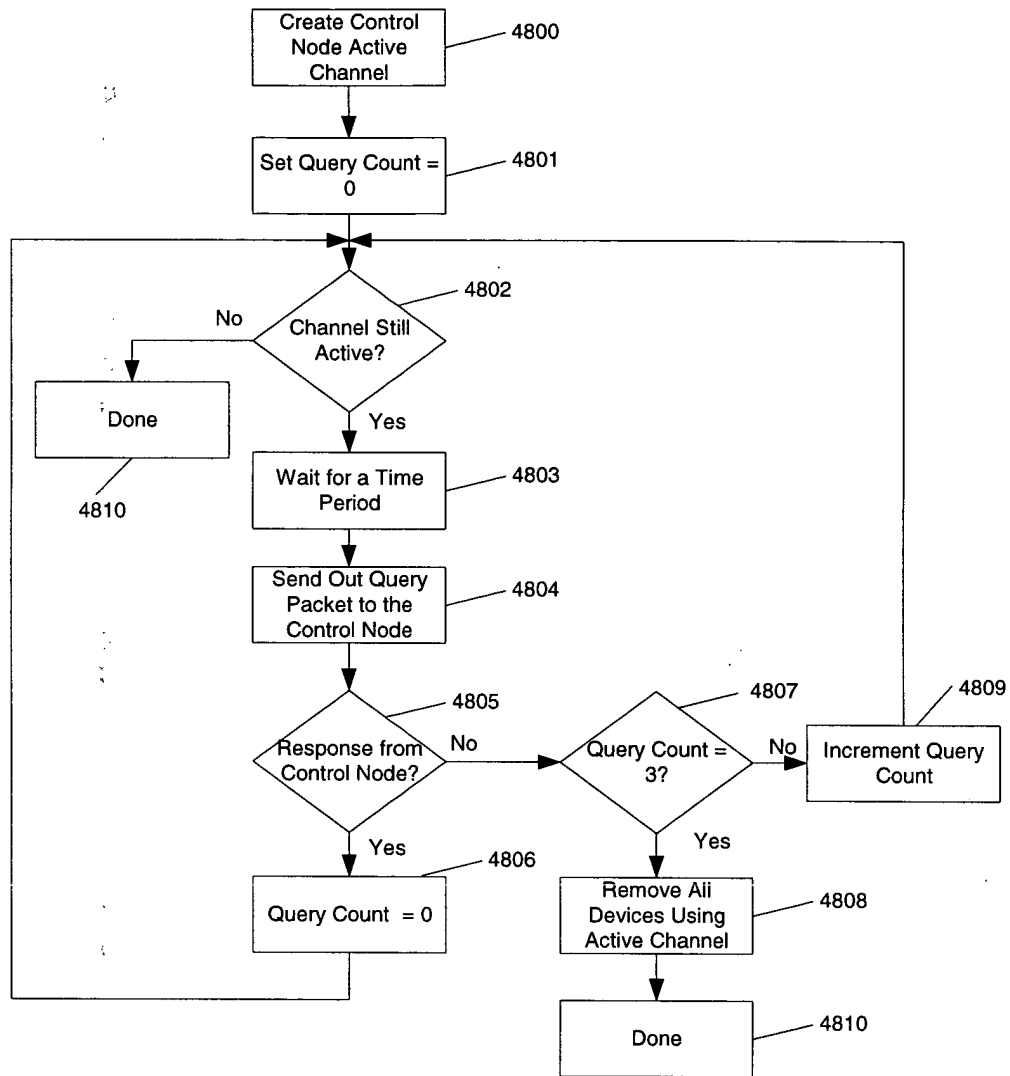 Create Control
Node Active
Channel
4800
Set Query Count =
0
4801
4802
No
Channel Still
Active?
Done
Yes
4810
Wait for a Time
Period
4803
Send Out Query
Packet to the
Control Node
4804
4805
Response from
Control Node?
No
4807
Query Count =
3?
No
4809
Increment Query
Count
Yes
4806
Query Count = 0
Yes
Remove All
Devices Using
Active Channel
4808
Done
4810